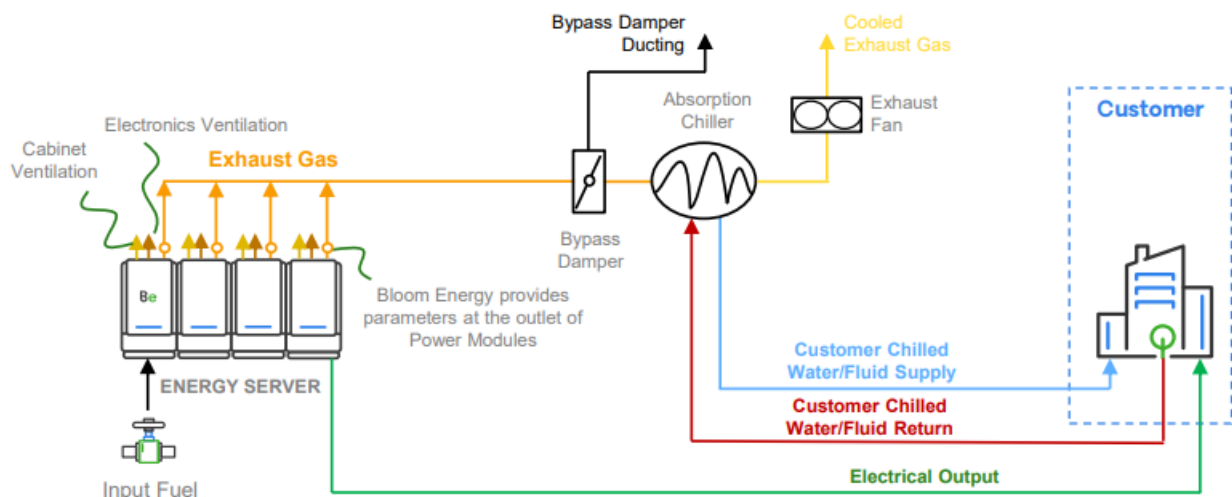 Bypass Damper
Ducting
Cooled
Exhaust Gas
Electronics Ventilation
Absorption
Chiller
Exhaust
Fan
Customer
Cabinet
Ventilation
Exhaust Gas
Bypass
Damper
Be
Bloom Energy provides
parameters at the outlet of
Power Modules
ENERGY SERVER
Customer Chilled
Water/Fluid Supply
Customer Chilled
Water/Fluid Return
Electrical Output
Input Fuel